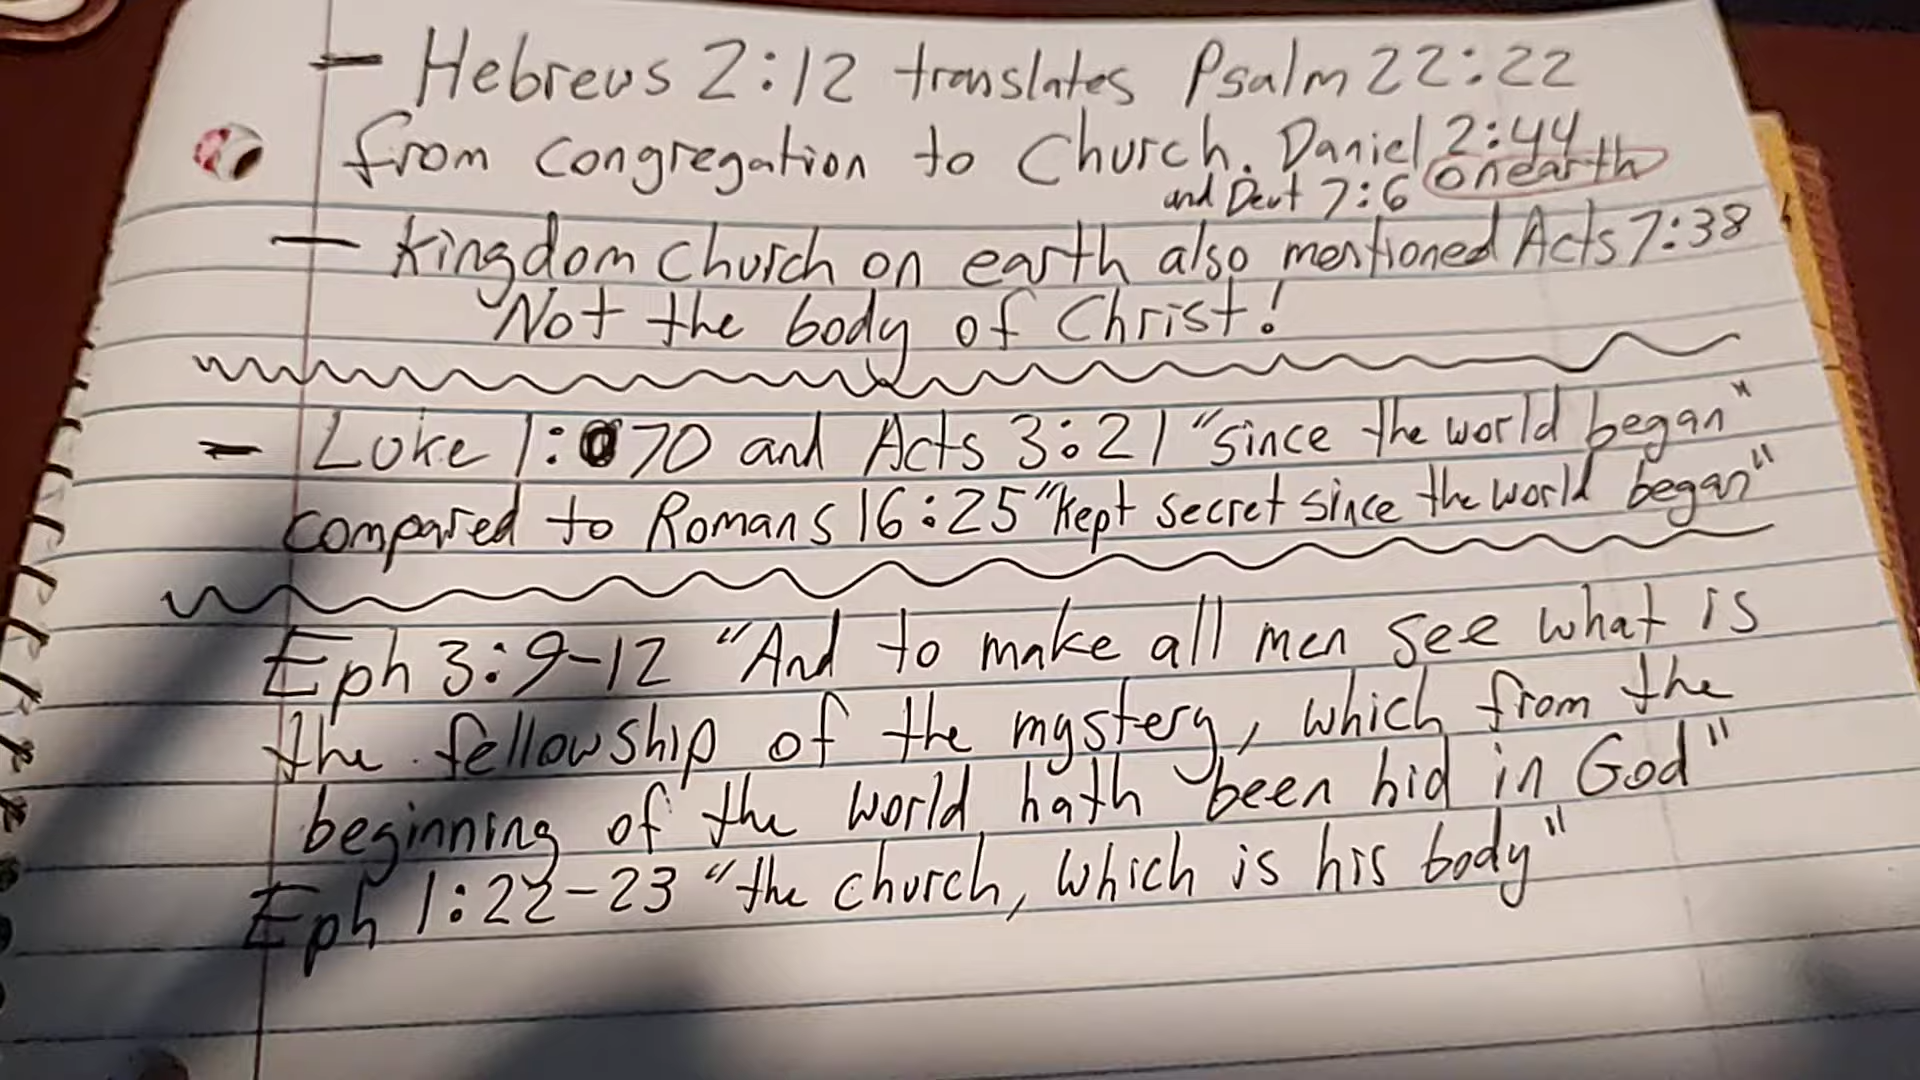 - Hebreus 2:12 translates Psalm 22:22
from congregation to Church. Daniel 2:44
and Deut 7:6 on earth
- Kingdom church on earth also mentioned Acts 7:38
Not the body of Christ!
- Luke 1:70 and Acts 3:21 "since the world began"
compared to Romans 16:25 "kept secret since the world began"
Eph 3:9-12 "And to make all men see what is
the fellowship of the mystery, which from the
beginning of the world hath been hid in God"
Eph 1:22-23 "the church, which is his body"